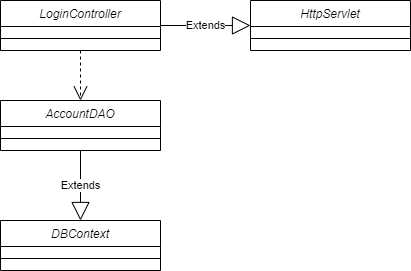 LoginController
Extends
HttpServlet
AccountDAO
Extends
DBContext